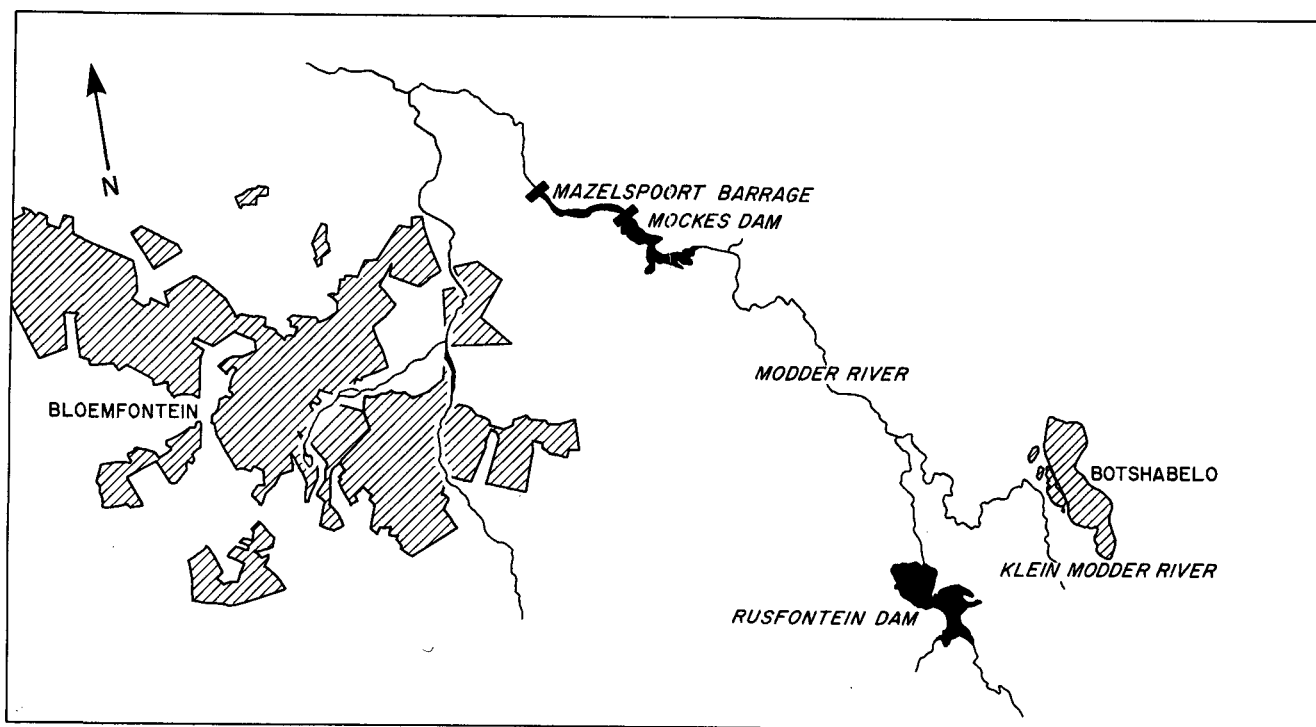 N
MAZELSPOORT BARRAGE
MOCKES DAM
MODDER RIVER
BLOEMFONTEIN
BOTSHABELO
KLEIN MODDER RIVER
RUSFONTEIN DAM